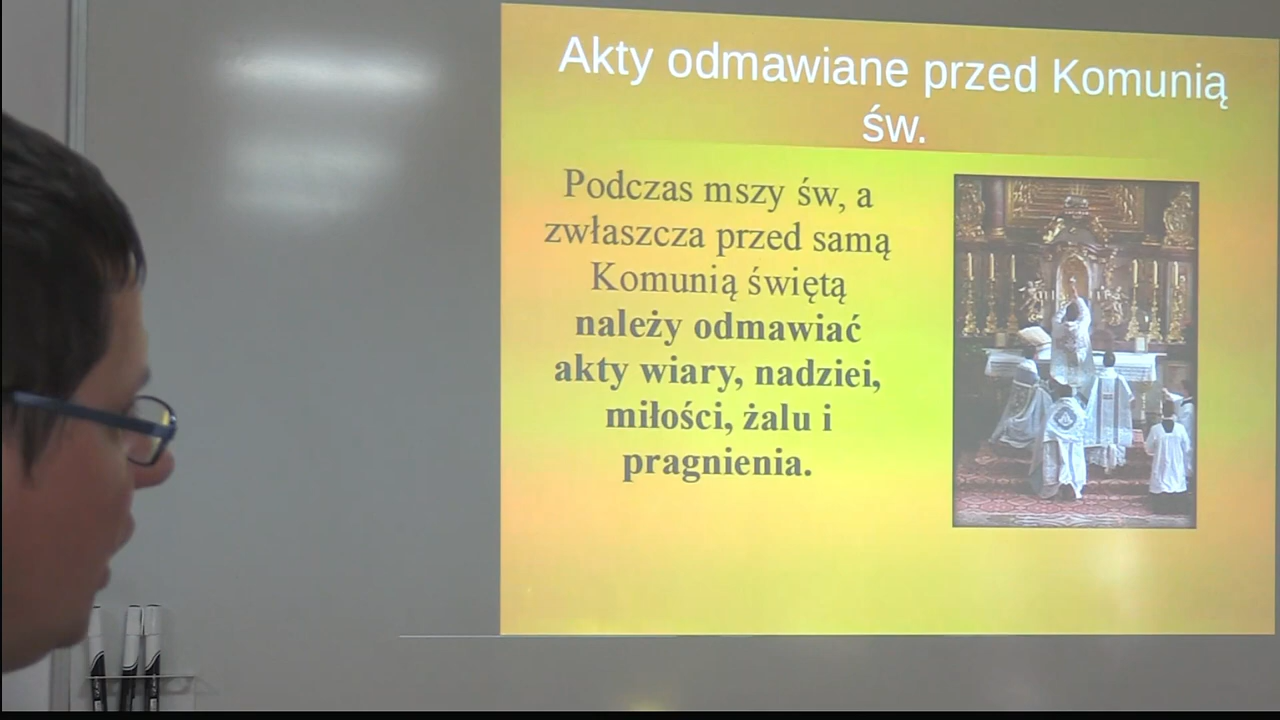 Akty odmawiane przed Komunią
św.
Podczas mszy św, a
zwłaszcza przed samą
Komunią świętą
należy odmawiać
akty wiary, nadziei,
miłości, żalu i
pragnienia.